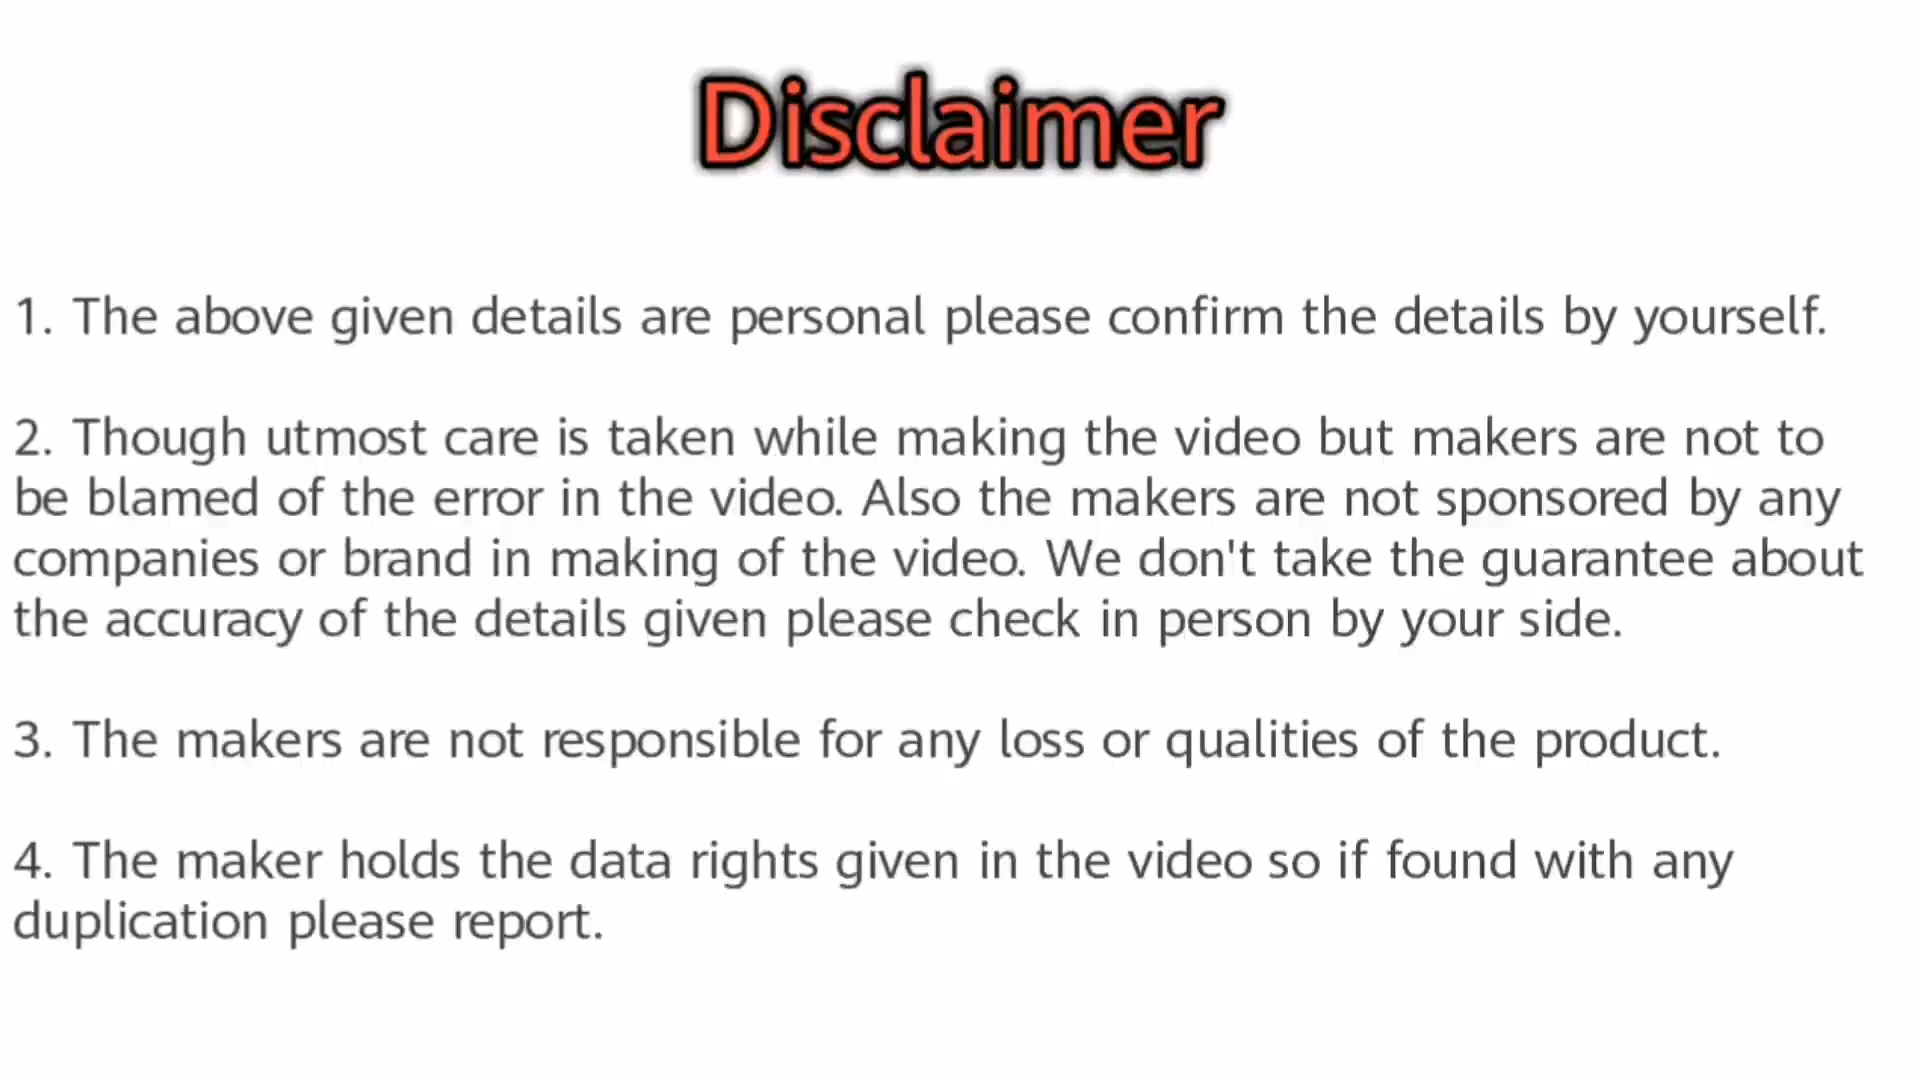 Disclaimer
1. The above given details are personal please confirm the details by yourself.
2. Though utmost care is taken while making the video but makers are not to
be blamed of the error in the video. Also the makers are not sponsored by any
companies or brand in making of the video. We don't take the guarantee about
the accuracy of the details given please check in person by your side.
3. The makers are not responsible for any loss or qualities of the product.
4. The maker holds the data rights given in the video so if found with any
duplication please report.